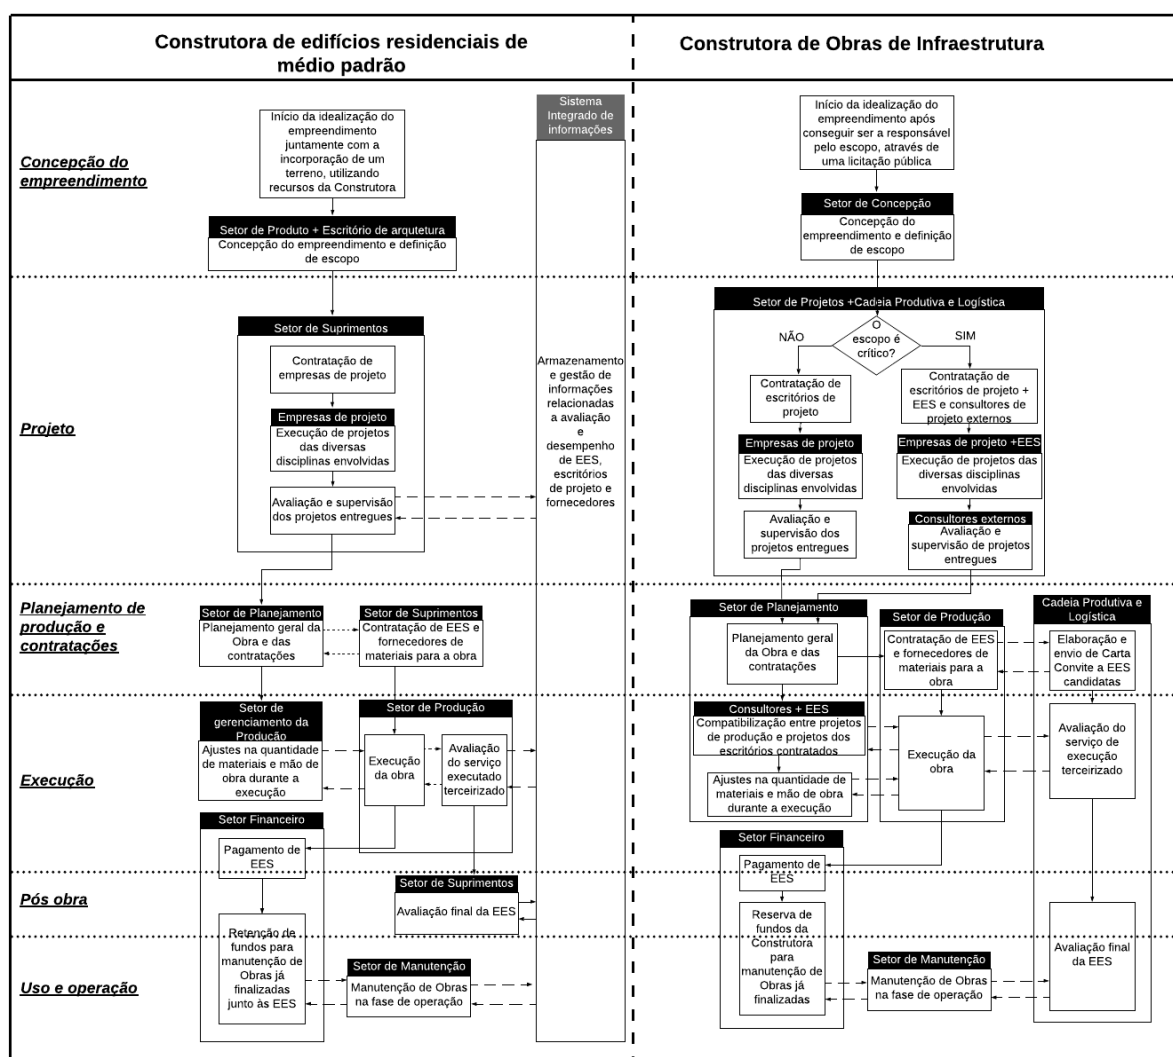 Construtora de edifícios residenciais de
médio padrão
Construtora de Obras de Infraestrutura
Concepção do
empreendimento
Início da idealização do
empreendimento
juntamente com a
incorporação de um
terreno, utilizando
recursos da Construtora
Setor de Produto + Escritório de arqutetura
Concepção do empreendimento e definição
de escopo
Sistema
Integrado de
informações
Início da idealização do
empreendimento após
conseguir ser a responsável
pelo escopo, através de
uma licitação pública
Setor de Concepção
Concepção do
empreendimento e definição
de escopo
Projeto
Setor de Suprimentos
Contratação de
empresas de projeto
Empresas de projeto
Execução de projetos
das diversas
disciplinas envolvidas
Avaliação e supervisão
dos projetos entregues
Armazenamento
e gestão de
informações
relacionadas
a avaliação
e
desempenho
de EES,
escritórios
de projeto e
fornecedores
Setor de Projetos +Cadeia Produtiva e Logística
O
escopo é
crítico?
NÃO
SIM
Contratação de
escritórios de
projeto
Empresas de projeto
Execução de projetos
das diversas
disciplinas envolvidas
Avaliação e
supervisão dos
projetos entregues
Contratação de
escritórios de projeto +
EES e consultores de
projeto externos
Empresas de projeto +EES
Execução de projetos das
diversas disciplinas
envolvidas
Consultores externos
Avaliação e
supervisão de projetos
entregues
Planejamento de
produção e
contratações
Setor de Planejamento
Planejamento geral da
Obra e das
contratações
Setor de Suprimentos
Contratação de EES e
fornecedores de
materiais para a obra
Setor de Planejamento
Planejamento geral
da Obra e das
contratações
Setor de Produção
Contratação de EES
e fornecedores de
materiais para a
obra
Cadeia Produtiva e
Logística
Elaboração e
envio de Carta
Convite a EES
candidatas
Execução
Setor de
gerenciamento da
Produção
Ajustes na quantidade
de materiais e mão de
obra durante a
execução
Setor de Produção
Execução
da obra
Avaliação
do serviço
executado
terceirizado
Consultores + EES
Compatibilização entre projetos
de produção e projetos dos
escritórios contratados
Ajustes na quantidade de
materiais e mão de obra
durante a execução
Execução da
obra
Avaliação do
serviço de
execução
terceirizado
Setor Financeiro
Pagamento de
EES
Setor Financeiro
Pagamento de
EES
Pós obra
Setor de Suprimentos
Avaliação final da EES
Uso e operação
Retenção de
fundos para
manutenção de
Obras já
finalizadas
junto às EES
Setor de Manutenção
Manutenção de Obras
na fase de operação
Reserva de
fundos da
Construtora
para
manutenção de
Obras já
finalizadas
Setor de Manutenção
Manutenção de Obras
na fase de operação
Avaliação final
da EES